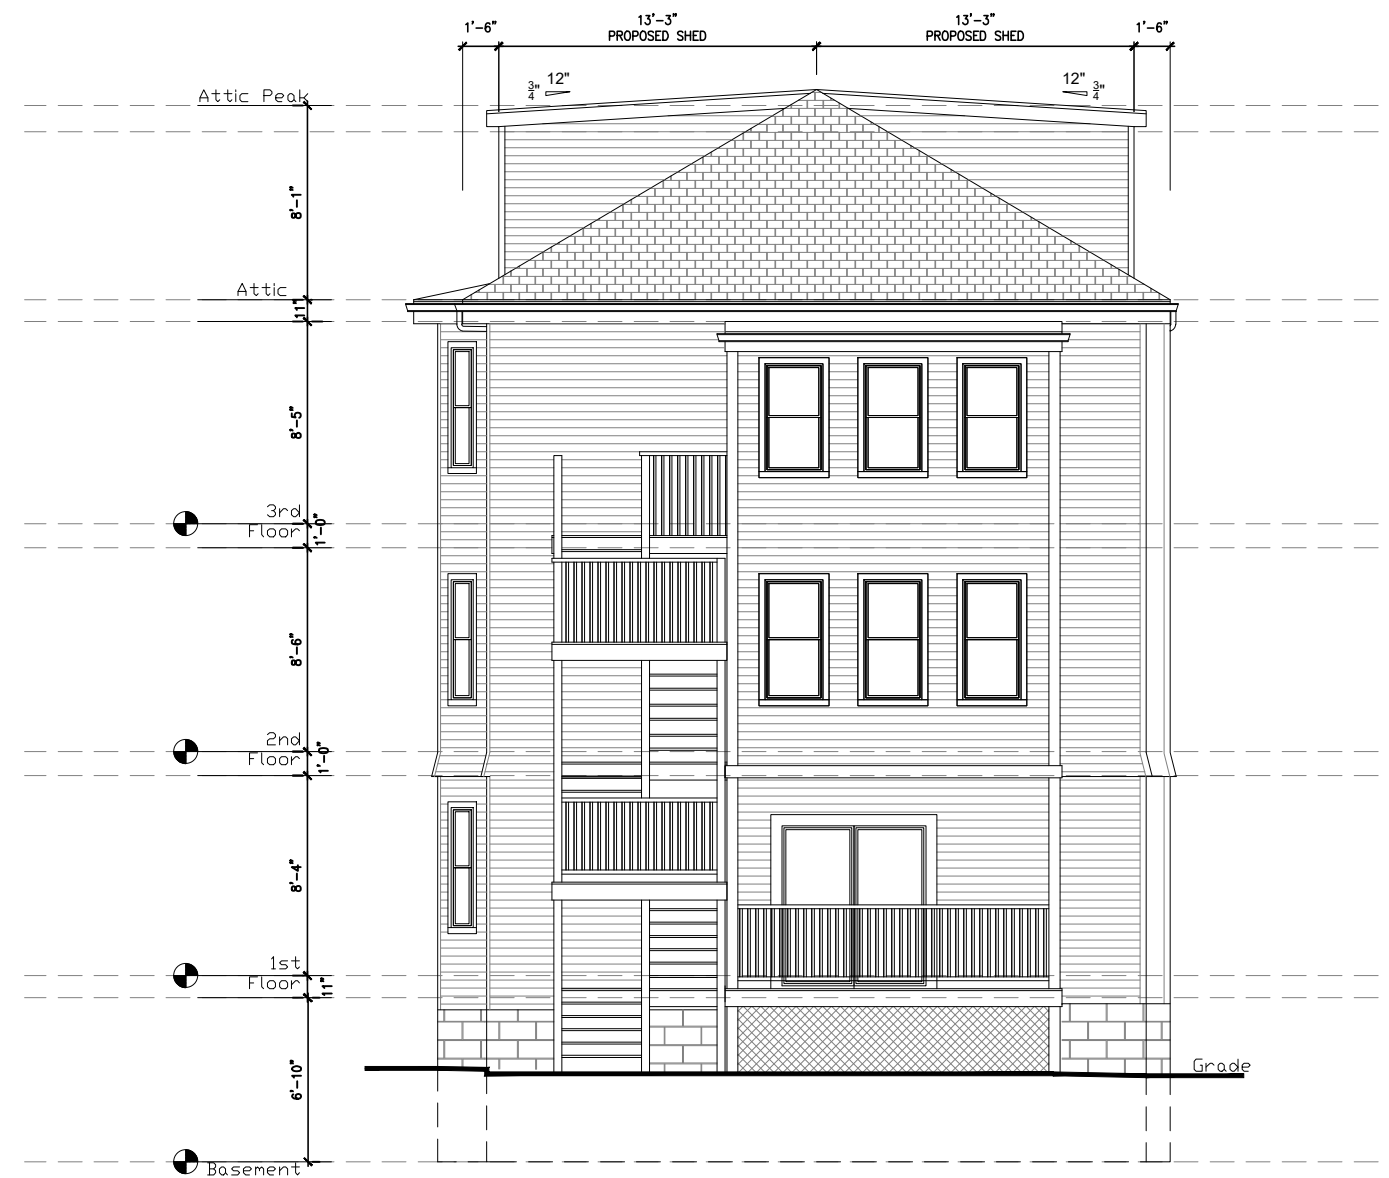 1'-6" 13'-3" 13'-3" 1'-6"
PROPOSED SHED PROPOSED SHED
12" 12"
3/4" 3/4"
Attic Peak
8'-1"
Attic
11"
8'-5"
3rd
Floor
1'-0"
8'-6"
2nd
Floor
1'-0"
8'-4"
1st
Floor
11"
6'-10"
Grade
Basement